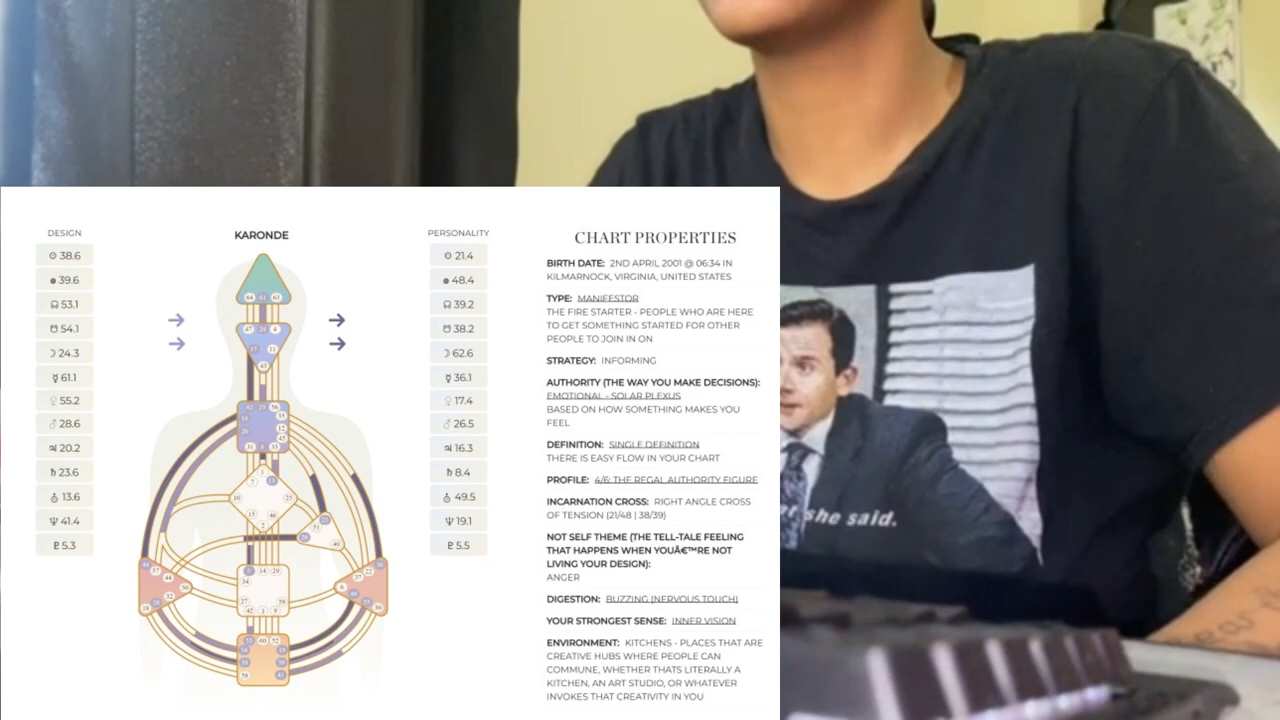 DESIGN
☉ 38.6
⊕ 39.6
☊ 53.1
☋ 54.1
☽ 24.3
☿ 61.1
♀ 55.2
♂ 28.6
♃ 20.2
♄ 23.6
♁ 13.6
♆ 41.4
♇ 5.3
KARONDE
PERSONALITY
☉ 21.4
⊕ 48.4
☊ 39.2
☋ 38.2
☽ 62.6
☿ 36.1
♀ 17.4
♂ 26.5
♃ 16.3
♄ 8.4
♁ 49.5
♆ 19.1
♇ 5.5
CHART PROPERTIES
BIRTH DATE: 2ND APRIL 2001 @ 06:34 IN
KILMARNOCK, VIRGINIA, UNITED STATES
TYPE: MANIFESTOR
THE FIRE STARTER - PEOPLE WHO ARE HERE
TO GET SOMETHING STARTED FOR OTHER
PEOPLE TO JOIN IN ON
STRATEGY: INFORMING
AUTHORITY (THE WAY YOU MAKE DECISIONS):
EMOTIONAL - SOLAR PLEXUS
BASED ON HOW SOMETHING MAKES YOU
FEEL
DEFINITION: SINGLE DEFINITION
THERE IS EASY FLOW IN YOUR CHART
PROFILE: 4/6: THE REGAL AUTHORITY FIGURE
INCARNATION CROSS: RIGHT ANGLE CROSS
OF TENSION (21/48 | 38/39)
NOT SELF THEME (THE TELL-TALE FEELING
THAT HAPPENS WHEN YOUÂ€™RE NOT
LIVING YOUR DESIGN):
ANGER
DIGESTION: BUZZING (NERVOUS TOUCH)
YOUR STRONGEST SENSE: INNER VISION
ENVIRONMENT: KITCHENS - PLACES THAT ARE
CREATIVE HUBS WHERE PEOPLE CAN
COMMUNE, WHETHER THATS LITERALLY A
KITCHEN, AN ART STUDIO, OR WHATEVER
INVOKES THAT CREATIVITY IN YOU
she said.